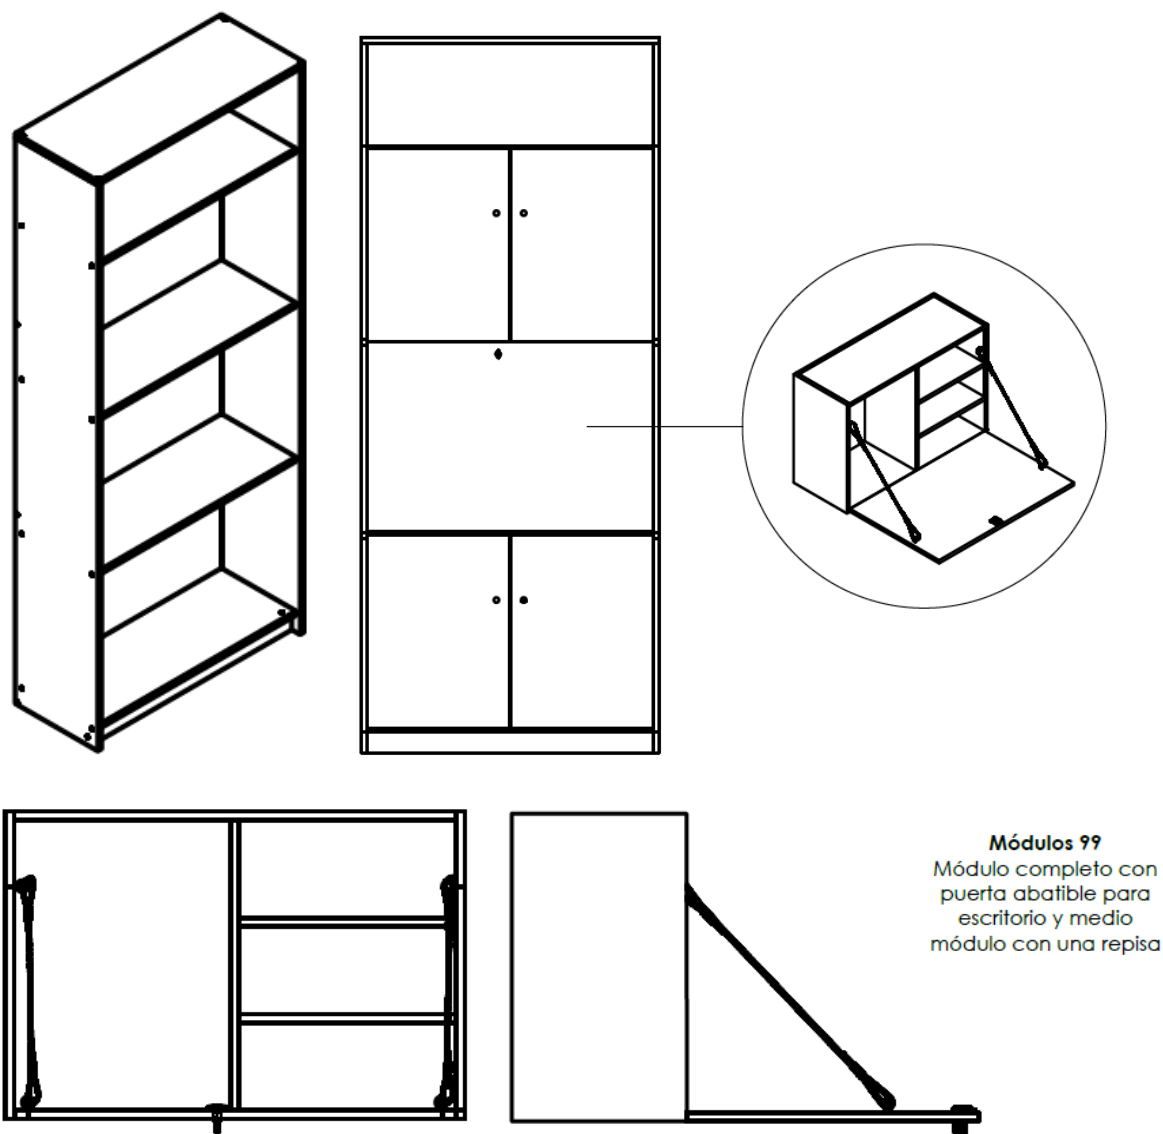 Módulos 99
Módulo completo con
puerta abatible para
escritorio y medio
módulo con una repisa